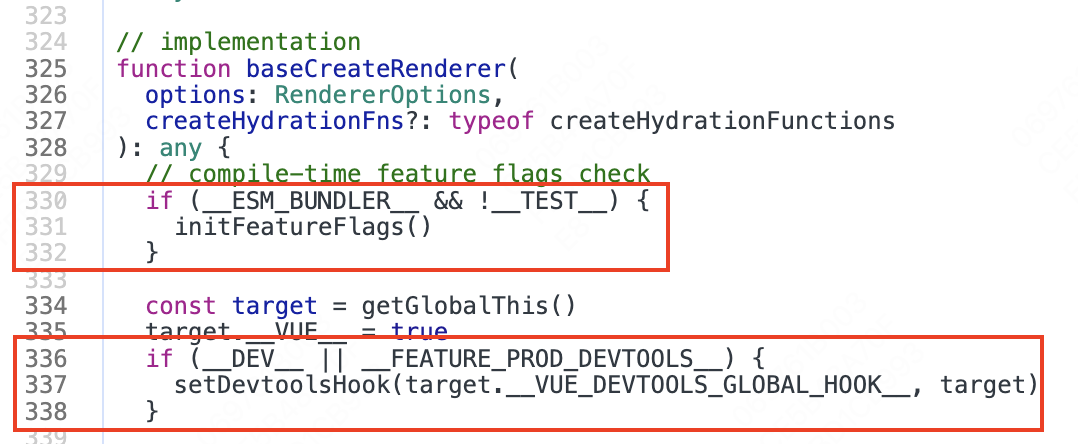 323
324 // implementation
325 function baseCreateRenderer(
326 options: RendererOptions,
327 createHydrationFns?: typeof createHydrationFunctions
328 ): any {
329 // compile-time feature flags check
330 if (__ESM_BUNDLER__ && !__TEST__) {
331 initFeatureFlags()
332 }
333
334 const target = getGlobalThis()
335 target.__VUE__ = true
336 if (__DEV__ || __FEATURE_PROD_DEVTOOLS__) {
337 setDevtoolsHook(target.__VUE_DEVTOOLS_GLOBAL_HOOK__, target)
338 }
339